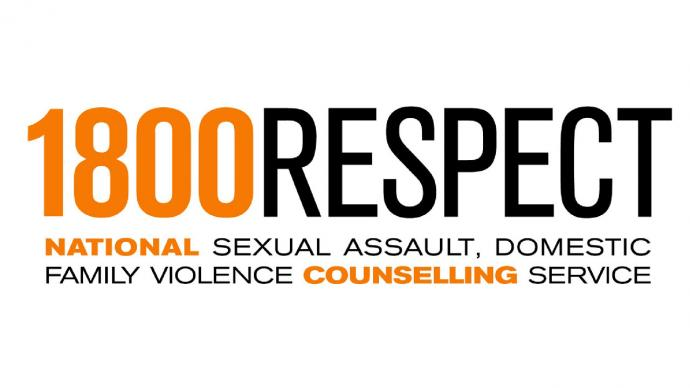 1800RESPECT
NATIONAL SEXUAL ASSAULT, DOMESTIC
FAMILY VIOLENCE COUNSELLING SERVICE